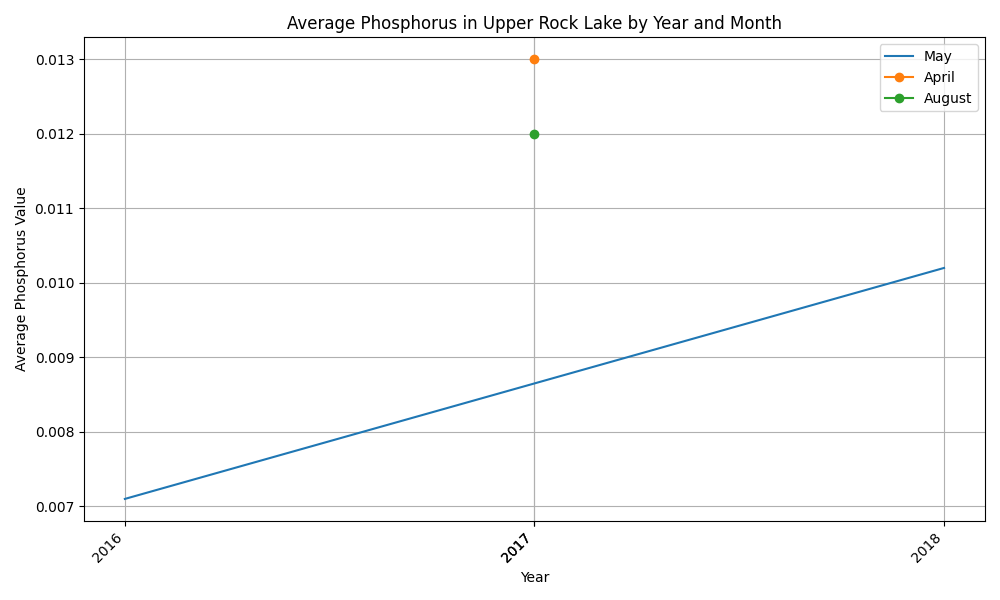 Average Phosphorus in Upper Rock Lake by Year and Month
0.013
0.012
0.011
0.010
0.009
0.008
0.007
Average Phosphorus Value
May
April
August
2016
2017
2018
Year